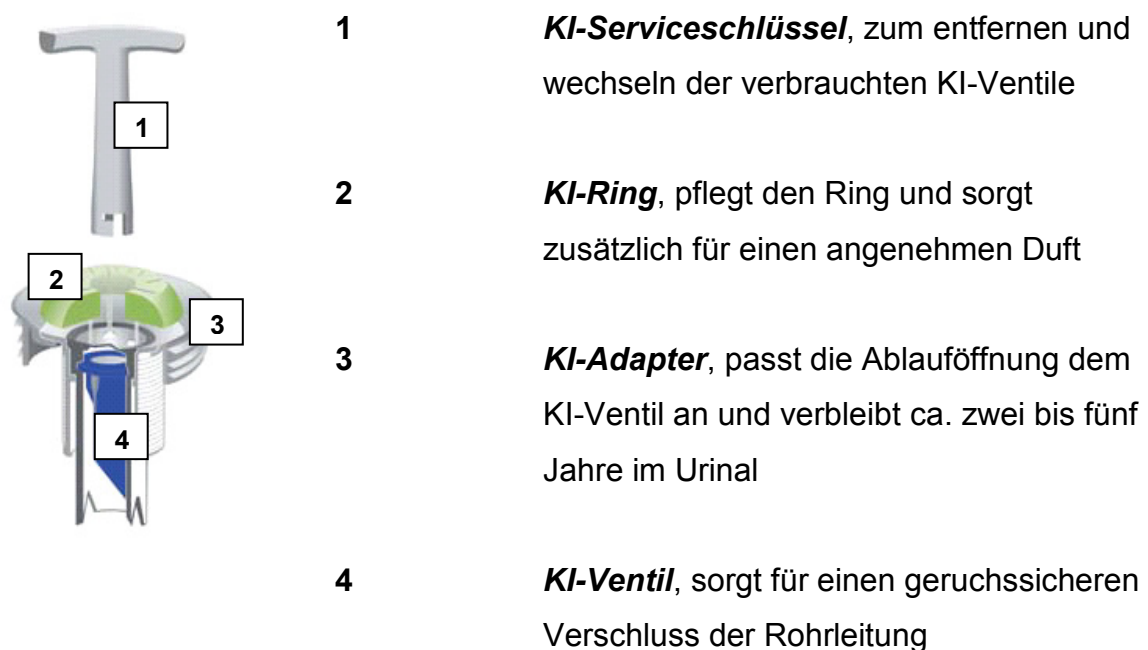 1 KI-Serviceschlüssel, zum entfernen und
wechseln der verbrauchten KI-Ventile
1
2 KI-Ring, pflegt den Ring und sorgt
zusätzlich für einen angenehmen Duft
2
3
3 KI-Adapter, passt die Ablauföffnung dem
KI-Ventil an und verbleibt ca. zwei bis fünf
Jahre im Urinal
4
4 KI-Ventil, sorgt für einen geruchssicheren
Verschluss der Rohrleitung